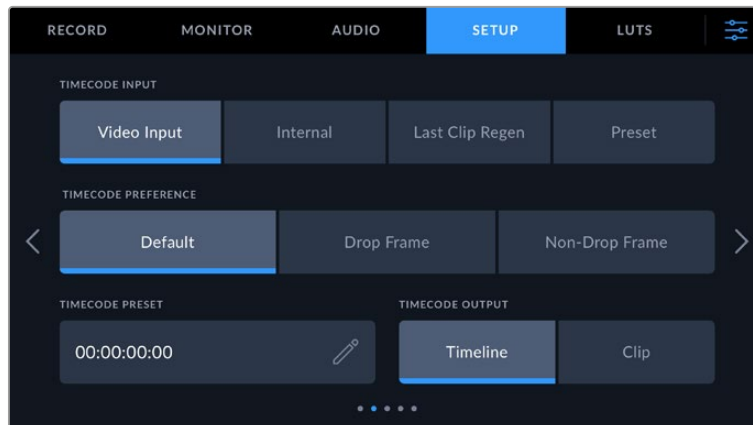 RECORD MONITOR AUDIO SETUP LUTS
TIMECODE INPUT
Video Input Internal Last Clip Regen Preset
TIMECODE PREFERENCE
Default Drop Frame Non-Drop Frame
TIMECODE PRESET TIMECODE OUTPUT
00:00:00:00 Timeline Clip